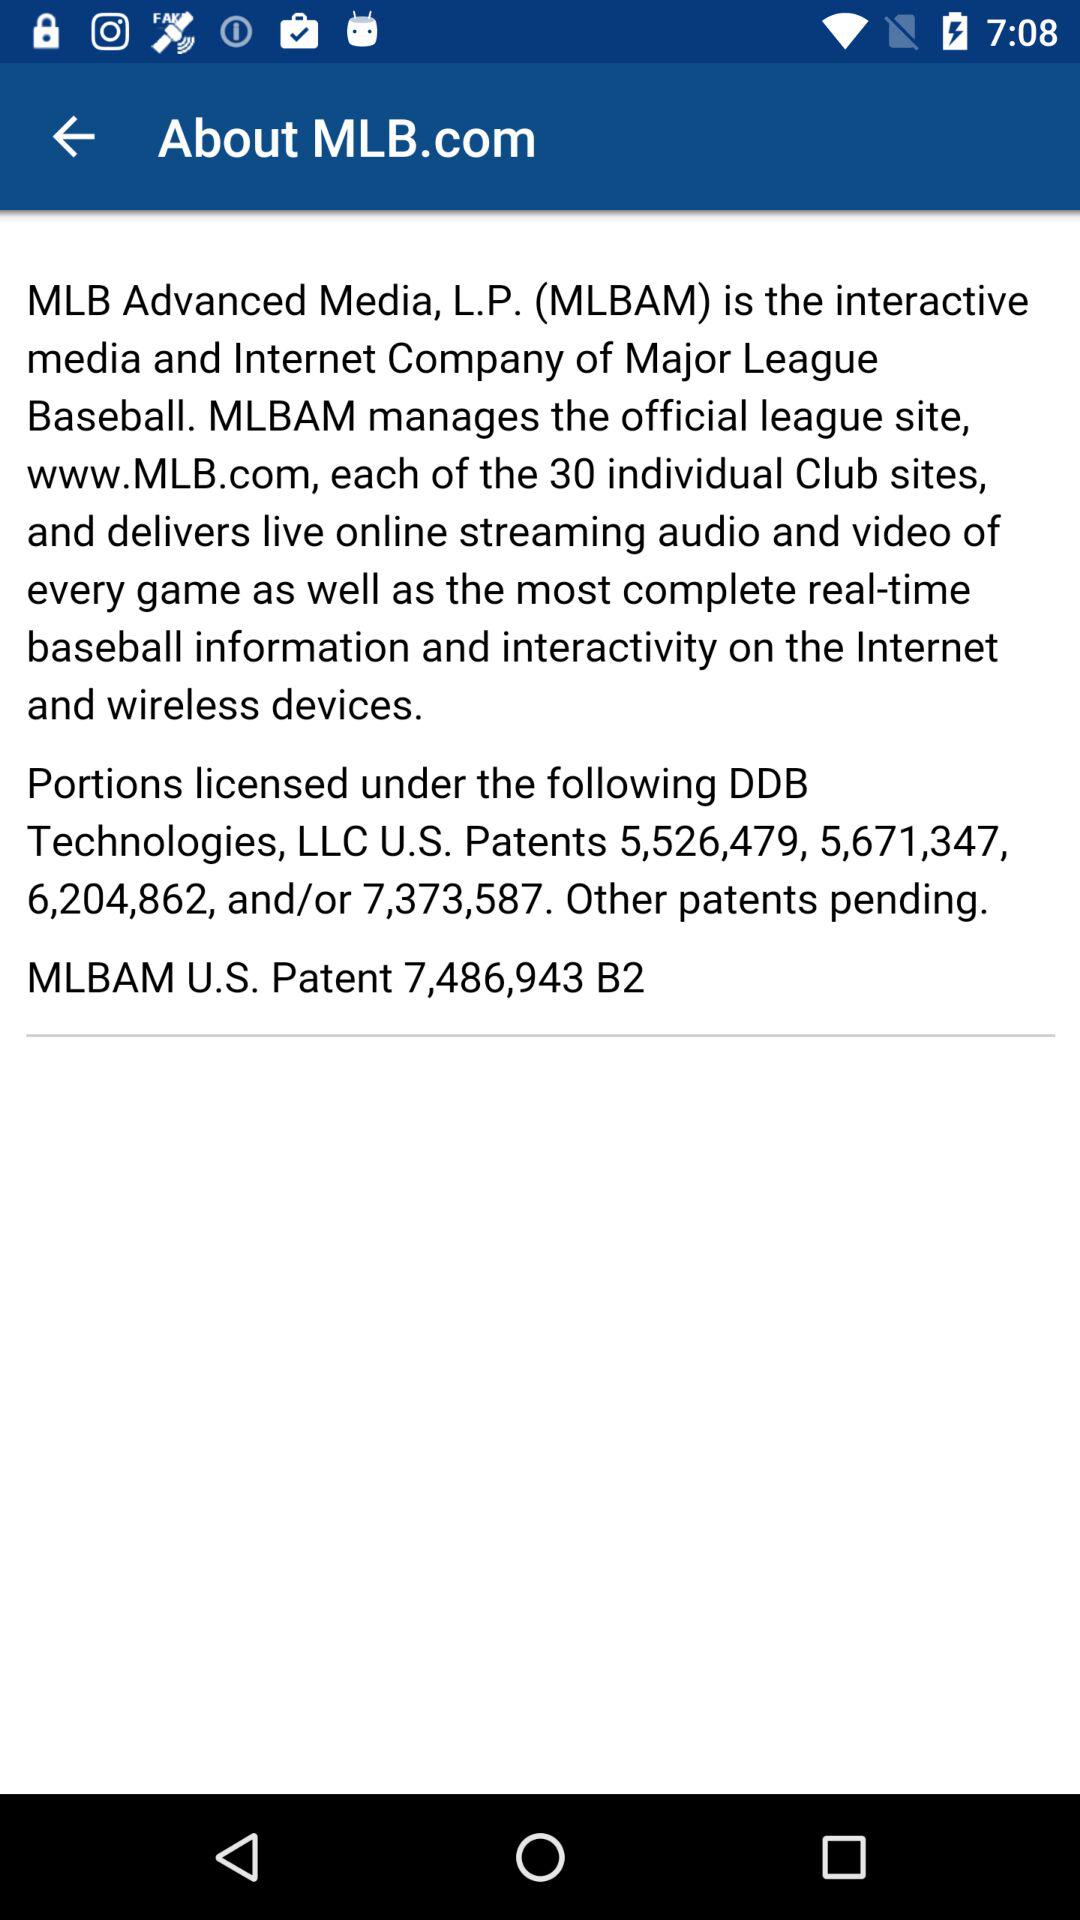 FAKE
7:08
About MLB.com
MLB Advanced Media, L.P. (MLBAM) is the interactive
media and Internet Company of Major League
Baseball. MLBAM manages the official league site,
www.MLB.com, each of the 30 individual Club sites,
and delivers live online streaming audio and video of
every game as well as the most complete real-time
baseball information and interactivity on the Internet
and wireless devices.
Portions licensed under the following DDB
Technologies, LLC U.S. Patents 5,526,479, 5,671,347,
6,204,862, and/or 7,373,587. Other patents pending.
MLBAM U.S. Patent 7,486,943 B2